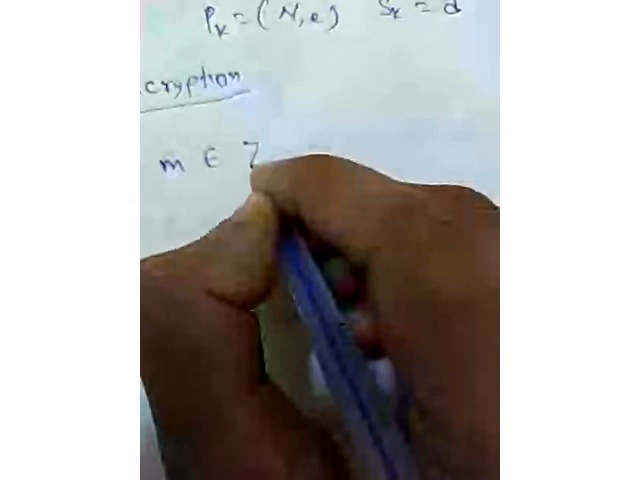 Pk = (N, e) Sk = d
cryption
m ∈